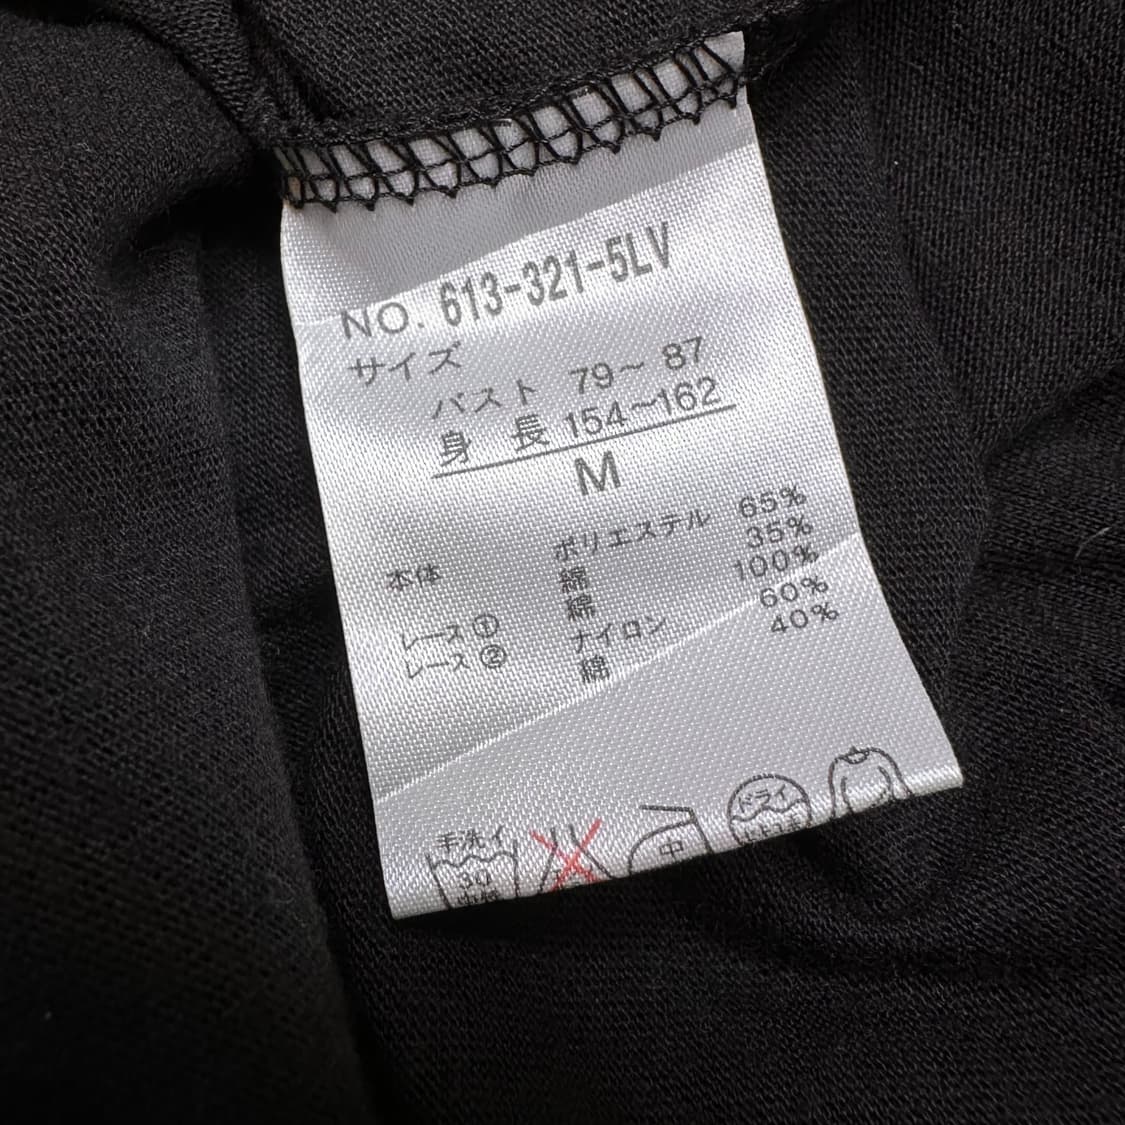 NO. 613-321-5LV
サイズ
バスト 79～ 87
身 長 154～162
M
本体 ポリエステル 65%
綿 35%
レース① 綿 100%
レース② ナイロン 60%
綿 40%
手洗イ 30 中 ドライ